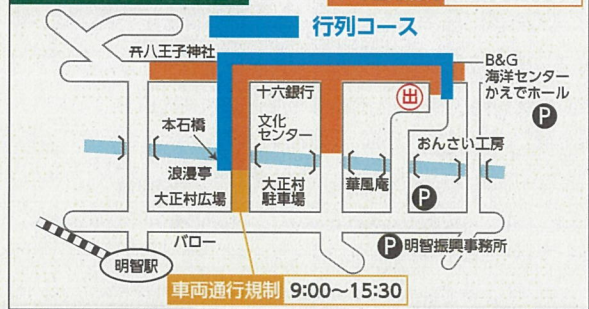 行列コース
八王子神社
B&G
海洋センター
かえでホール
十六銀行
出
P
本石橋
文化
センター
おんさい工房
浪漫亭
大正村広場
大正村
駐車場
華風庵
P
バロー
P 明智振興事務所
明智駅
車両通行規制 9:00～15:30